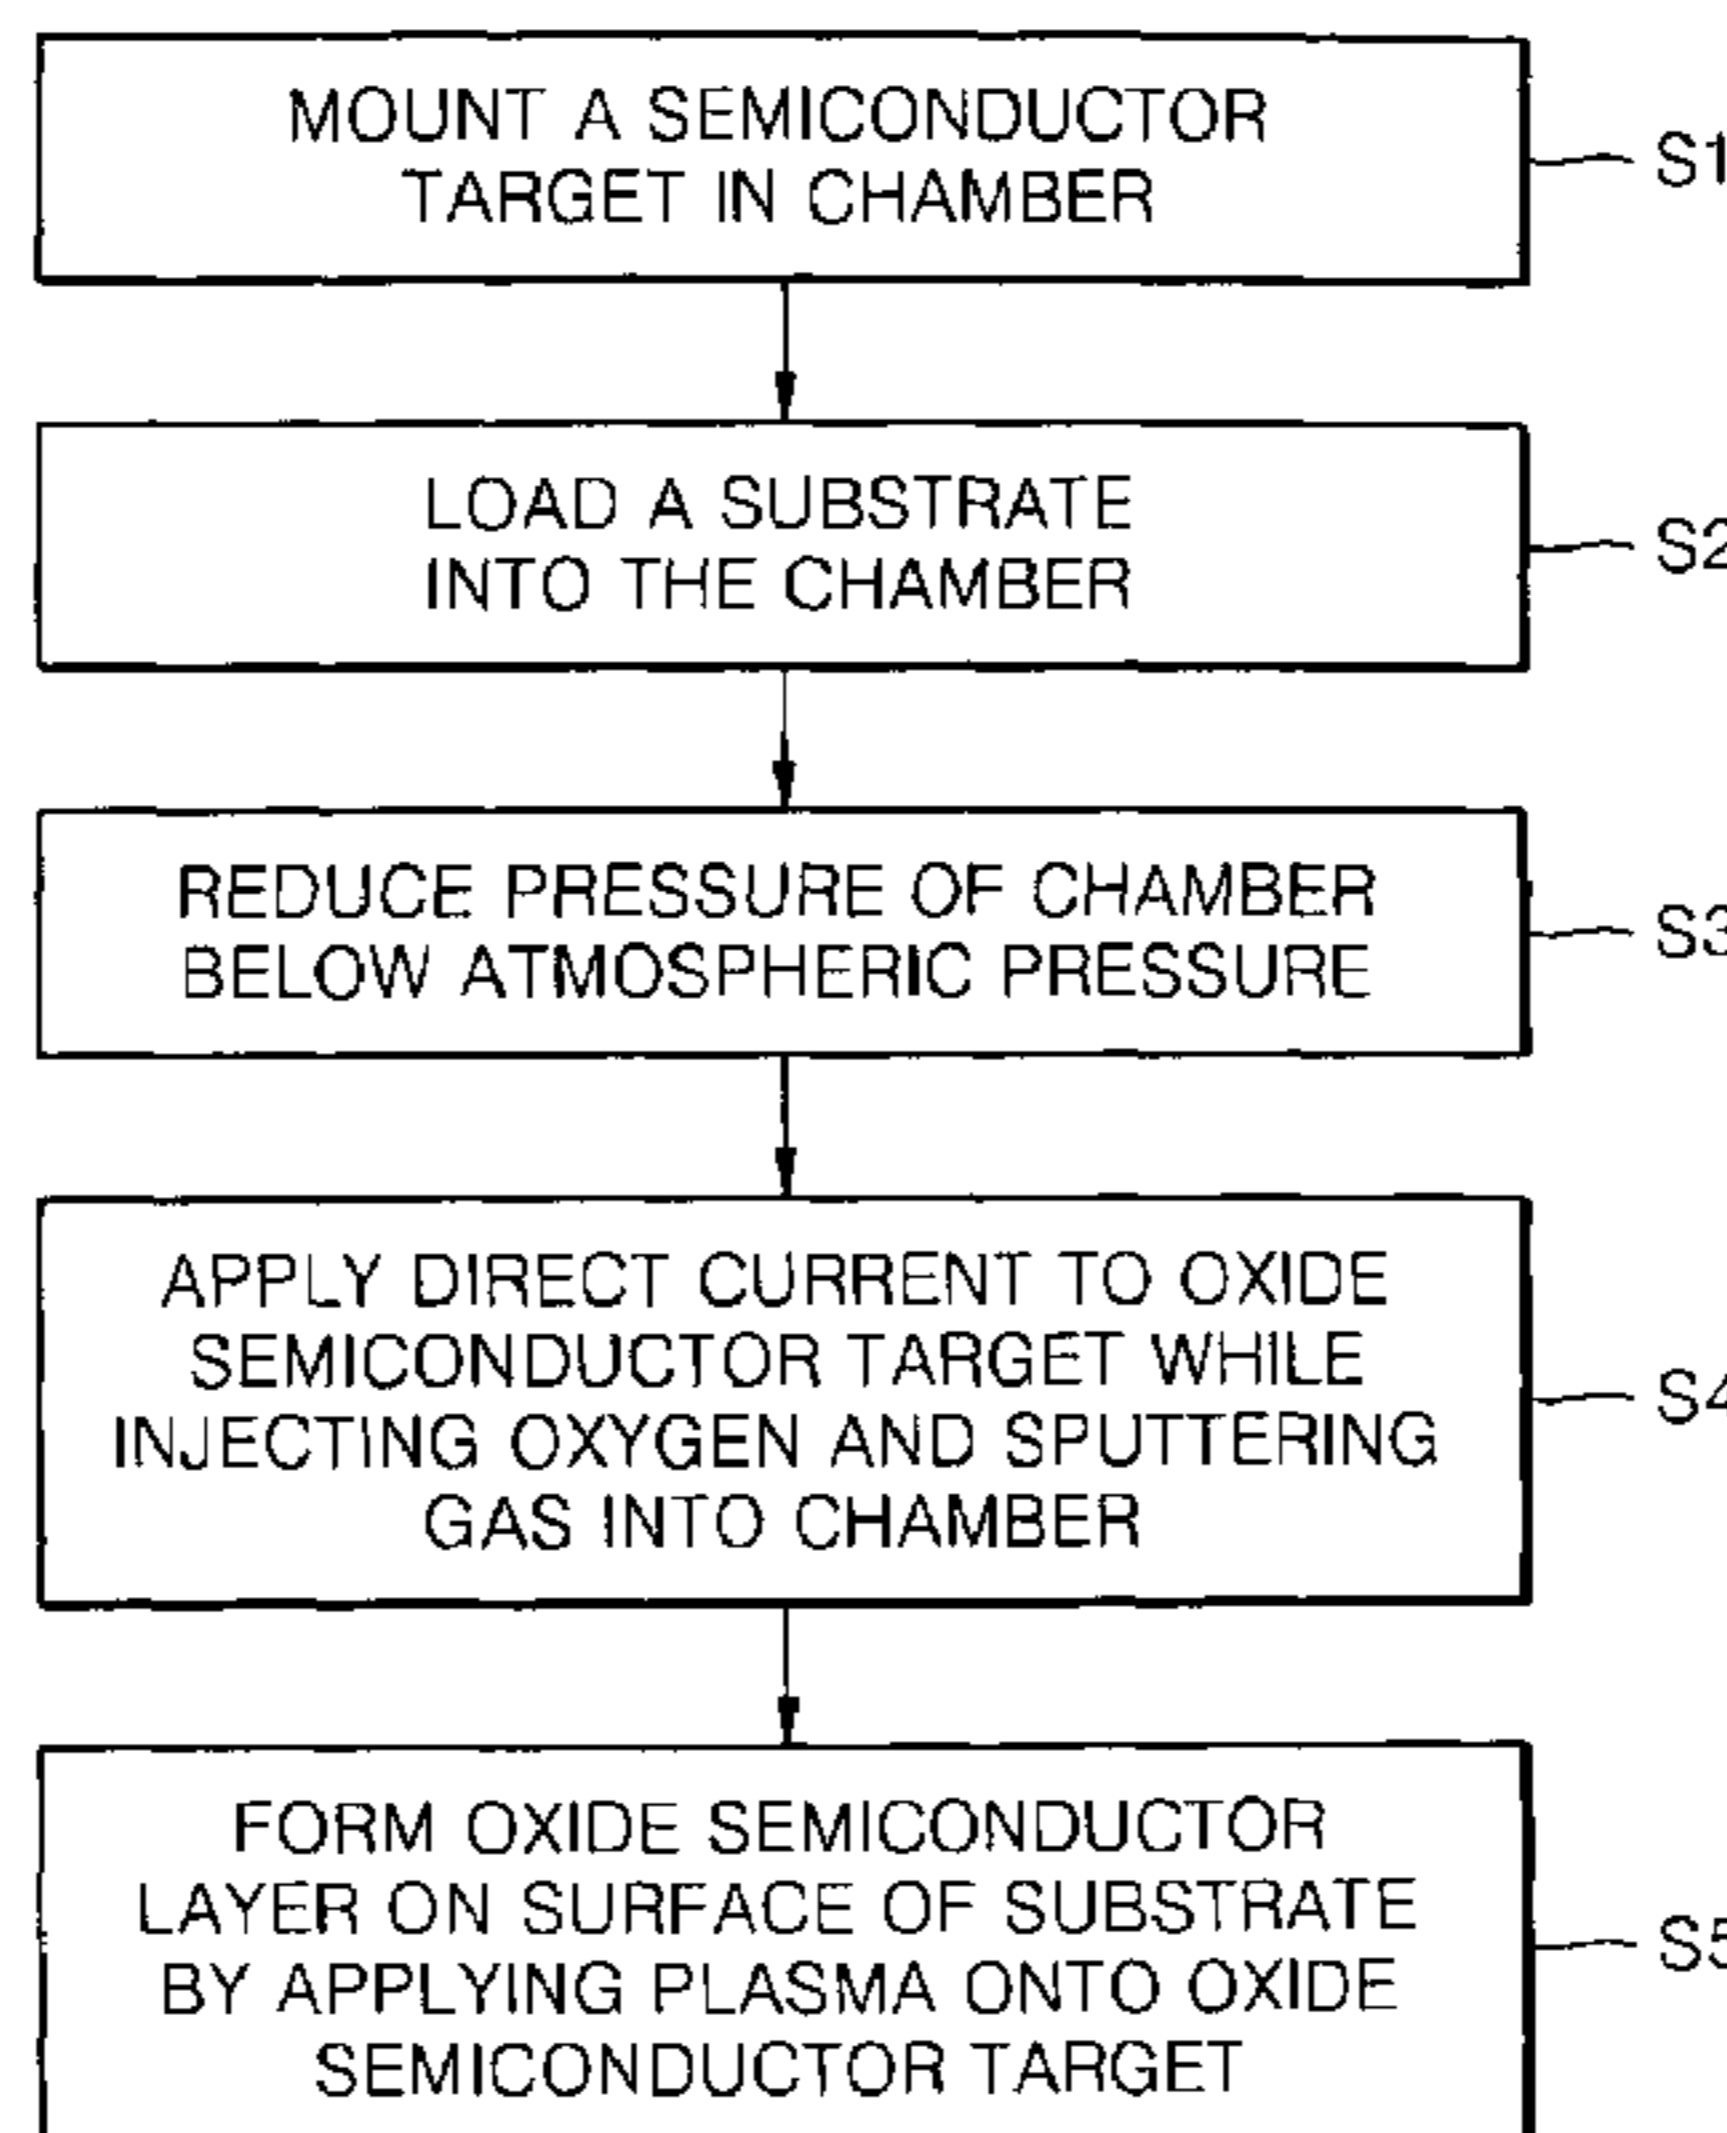 MOUNT A SEMICONDUCTOR
TARGET IN CHAMBER
S1
LOAD A SUBSTRATE
INTO THE CHAMBER
S2
REDUCE PRESSURE OF CHAMBER
BELOW ATMOSPHERIC PRESSURE
S3
APPLY DIRECT CURRENT TO OXIDE
SEMICONDUCTOR TARGET WHILE
INJECTING OXYGEN AND SPUTTERING
GAS INTO CHAMBER
S4
FORM OXIDE SEMICONDUCTOR
LAYER ON SURFACE OF SUBSTRATE
BY APPLYING PLASMA ONTO OXIDE
SEMICONDUCTOR TARGET
S5